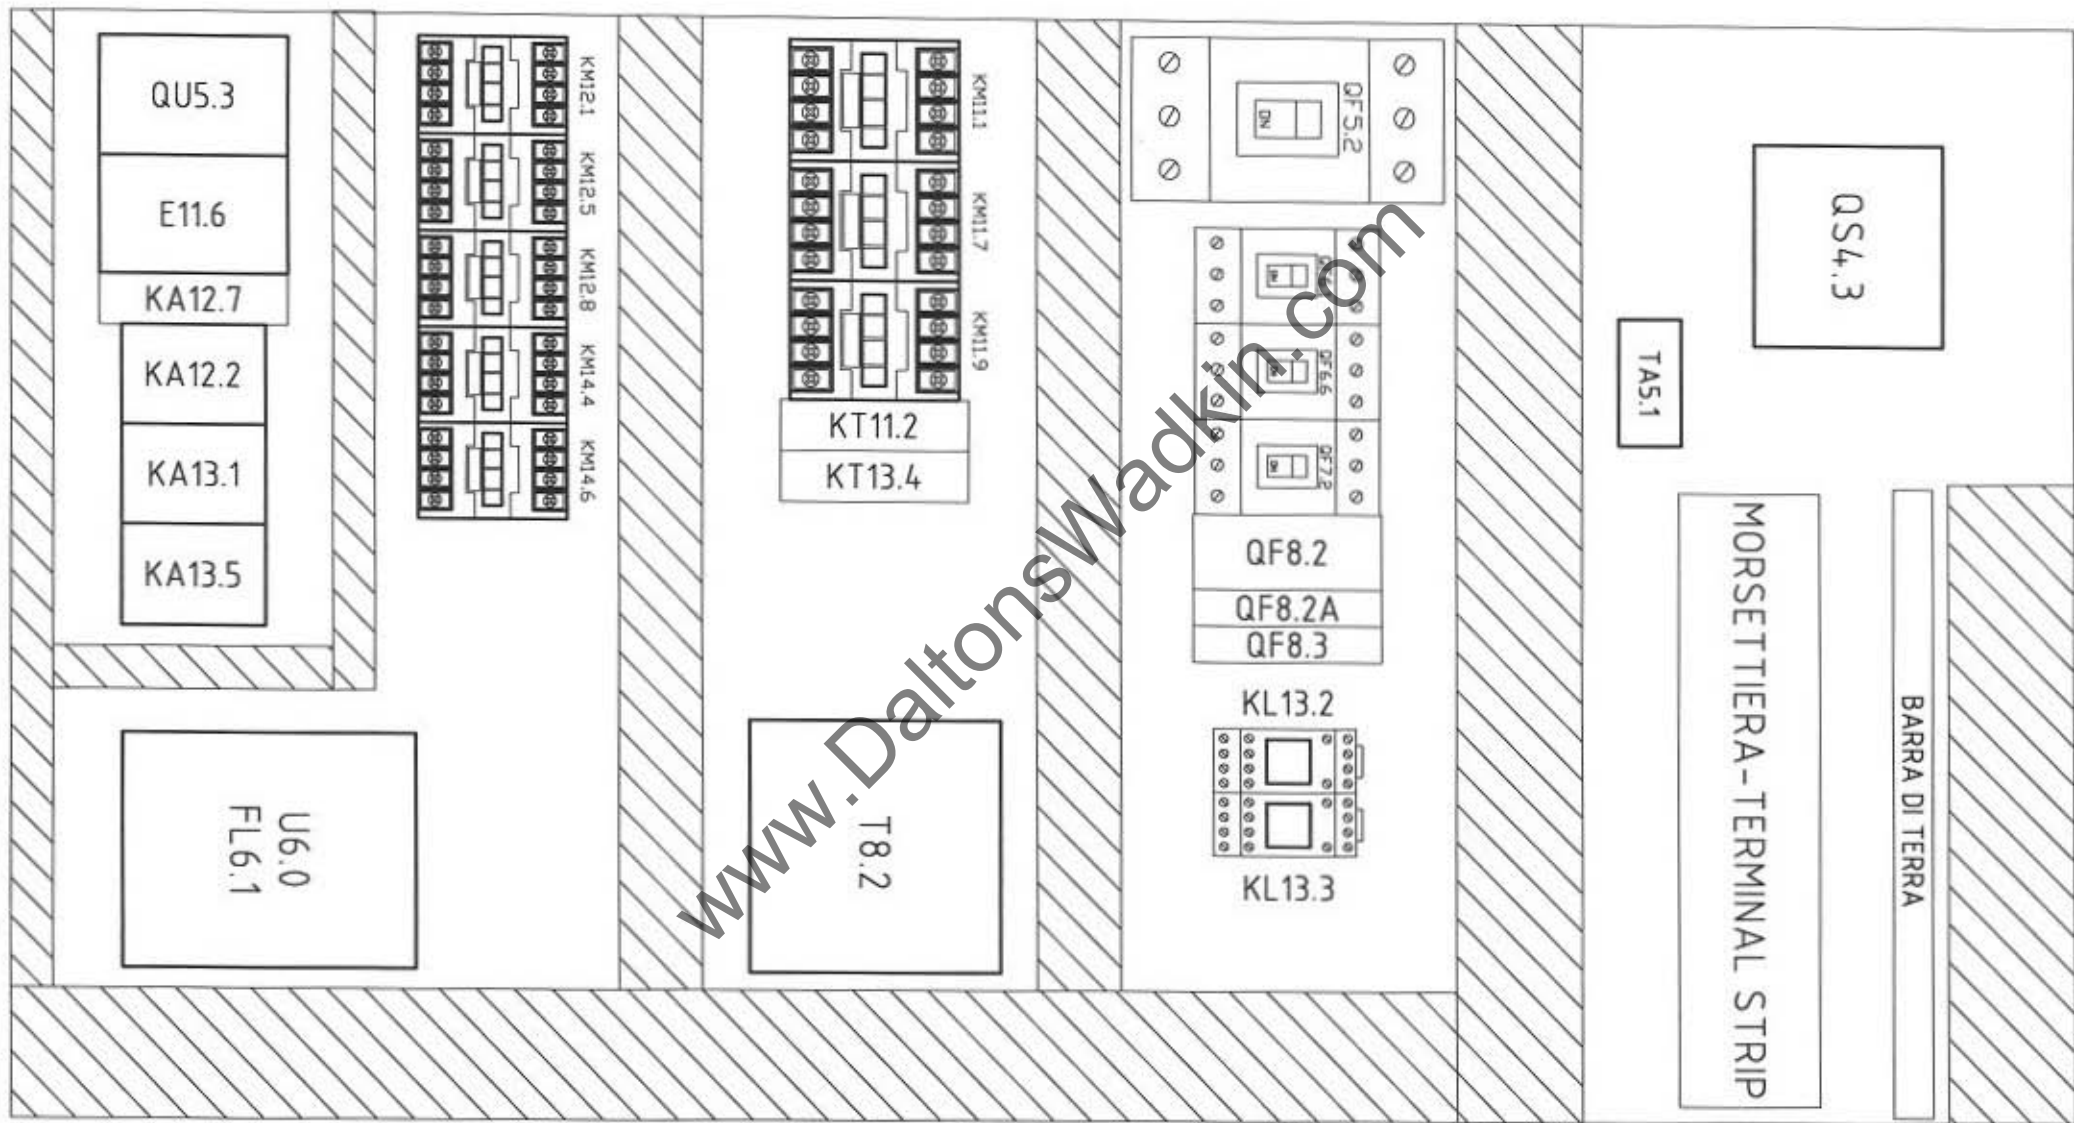 QU5.3
E11.6
KA12.7
KA12.2
KA13.1
KA13.5
U6.0
FL6.1
KM12.1
KM12.5
KM12.8
KM14.4
KM14.6
KM11.1
KM11.7
KM11.9
KT11.2
KT13.4
T8.2
QF5.2
QF6.6
QF7.2
QF8.2
QF8.2A
QF8.3
KL13.2
KL13.3
QS4.3
TA5.1
MORSETTIERA-TERMINAL STRIP
BARRA DI TERRA
www.DaltonsWadkin.com